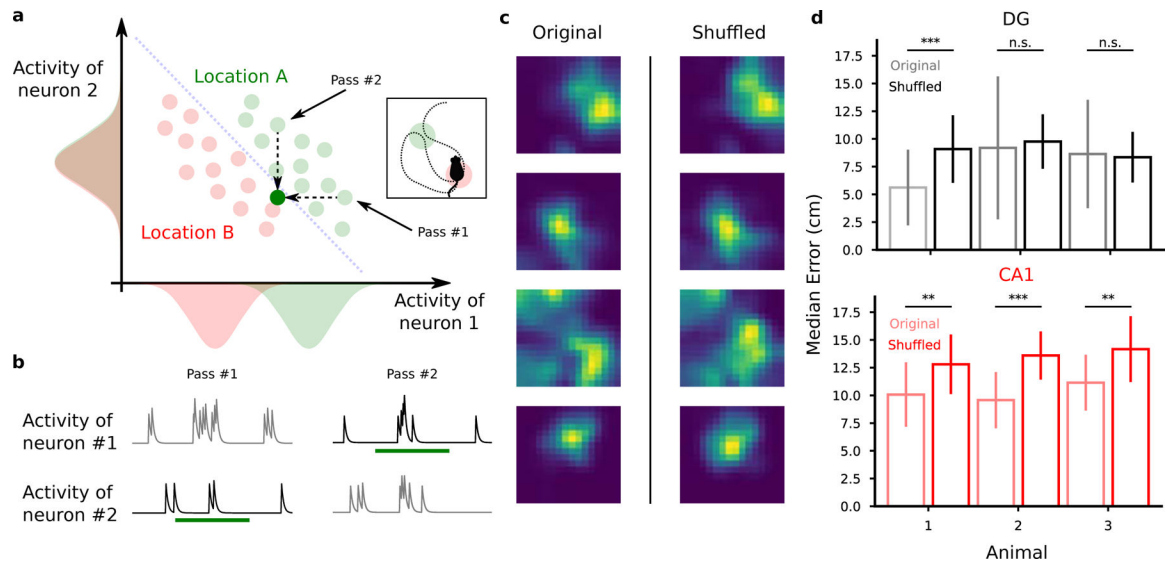 a
Activity of
neuron 2
Location A
Pass #2
Location B
Pass #1
Activity of
neuron 1
b
Pass #1
Pass #2
Activity of
neuron #1
Activity of
neuron #2
c
Original
Shuffled
d
DG
17.5
15.0
12.5
10.0
7.5
5.0
2.5
0.0
***
n.s.
n.s.
Original
Shuffled
Median Error (cm)
CA1
17.5
15.0
12.5
10.0
7.5
5.0
2.5
0.0
**
***
**
Original
Shuffled
1
2
3
Animal